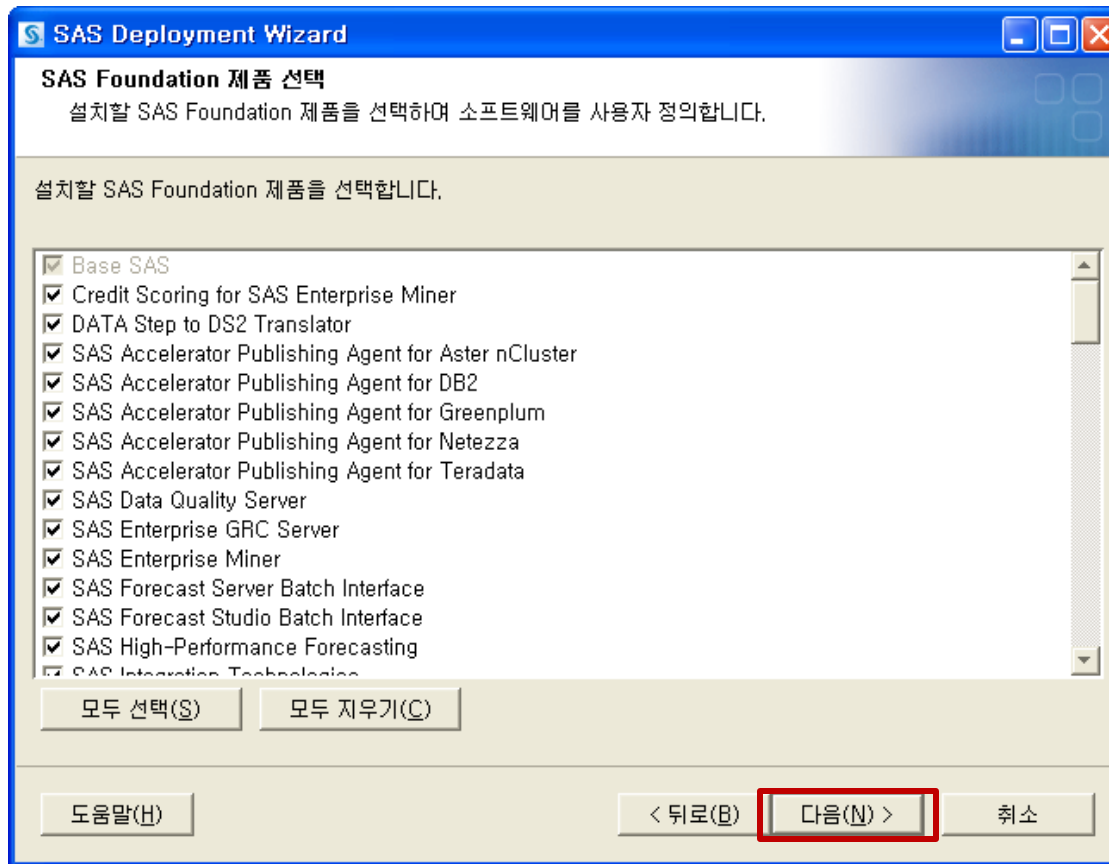 SAS Deployment Wizard
SAS Foundation 제품 선택
설치할 SAS Foundation 제품을 선택하여 소프트웨어를 사용자 정의합니다.
설치할 SAS Foundation 제품을 선택합니다.
Base SAS
Credit Scoring for SAS Enterprise Miner
DATA Step to DS2 Translator
SAS Accelerator Publishing Agent for Aster nCluster
SAS Accelerator Publishing Agent for DB2
SAS Accelerator Publishing Agent for Greenplum
SAS Accelerator Publishing Agent for Netezza
SAS Accelerator Publishing Agent for Teradata
SAS Data Quality Server
SAS Enterprise GRC Server
SAS Enterprise Miner
SAS Forecast Server Batch Interface
SAS Forecast Studio Batch Interface
SAS High-Performance Forecasting
SAS Integration Technologies
모두 선택(S) 모두 지우기(C)
도움말(H) < 뒤로(B) 다음(N) > 취소